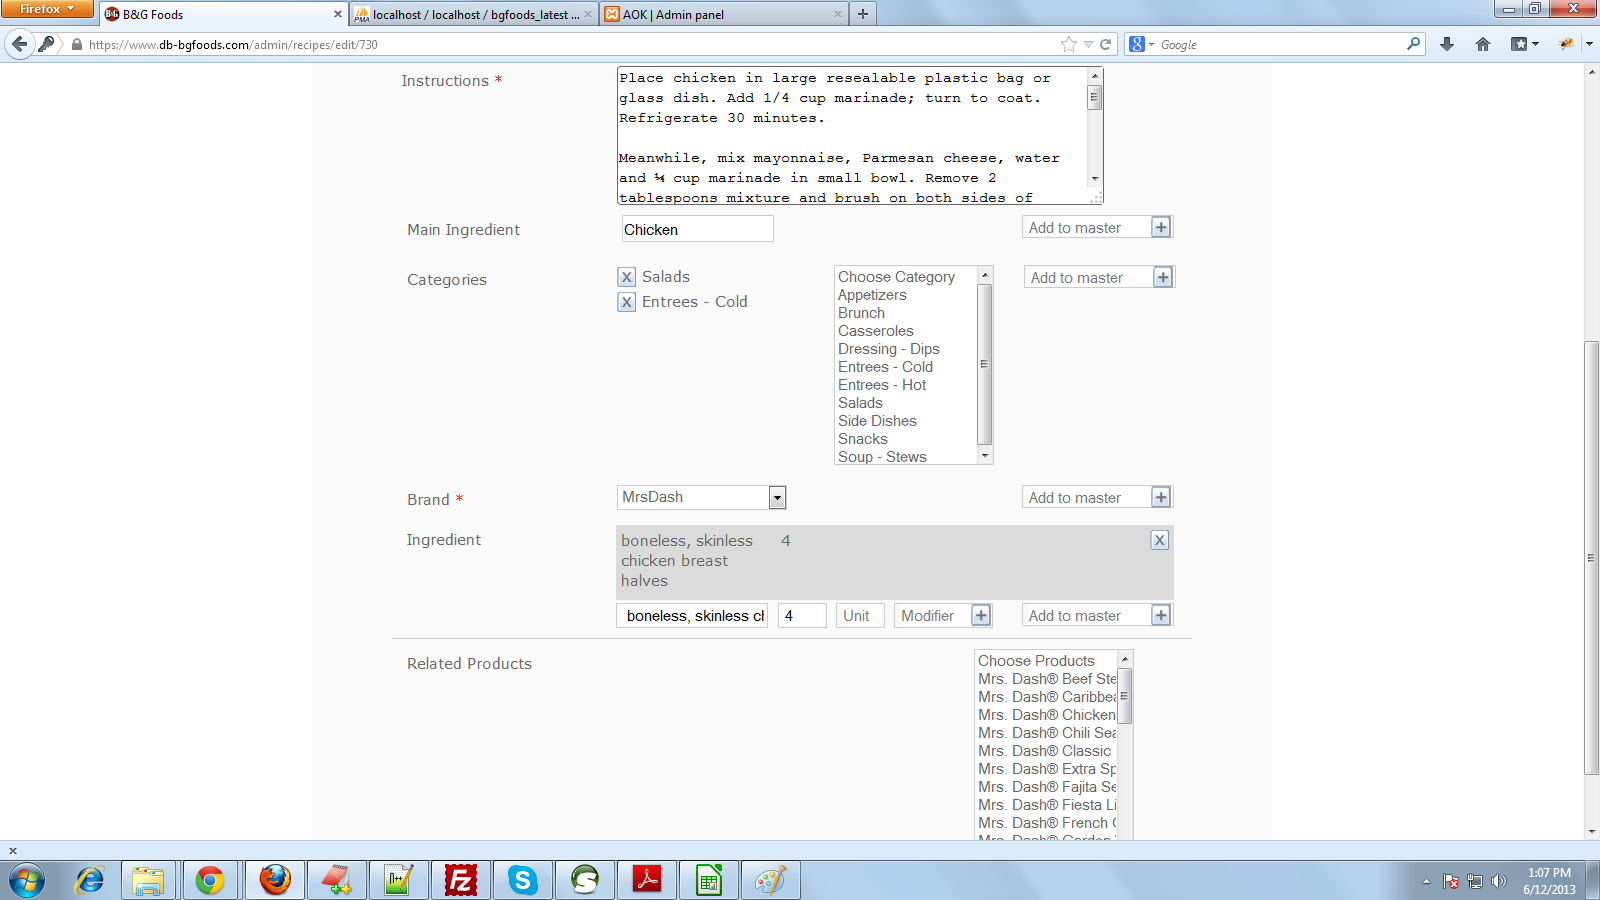 Firefox
B&G Foods
localhost / localhost / bgfoods_latest ...
AOK | Admin panel
https://www.db-bgfoods.com/admin/recipes/edit/730
Google
Instructions *
Place chicken in large resealable plastic bag or
glass dish. Add 1/4 cup marinade; turn to coat.
Refrigerate 30 minutes.
Meanwhile, mix mayonnaise, Parmesan cheese, water
and ¼ cup marinade in small bowl. Remove 2
tablespoons mixture and brush on both sides of
Main Ingredient
Chicken
Add to master
Categories
X Salads
X Entrees - Cold
Choose Category
Appetizers
Brunch
Casseroles
Dressing - Dips
Entrees - Cold
Entrees - Hot
Salads
Side Dishes
Snacks
Soup - Stews
Add to master
Brand *
MrsDash
Add to master
Ingredient
boneless, skinless 4
chicken breast
halves
X
boneless, skinless cl
4
Unit
Modifier
Add to master
Related Products
Choose Products
Mrs. Dash® Beef Ste
Mrs. Dash® Caribbea
Mrs. Dash® Chicken
Mrs. Dash® Chili Sea
Mrs. Dash® Classic
Mrs. Dash® Extra Sp
Mrs. Dash® Fajita Se
Mrs. Dash® Fiesta Li
Mrs. Dash® French
1:07 PM
6/12/2013